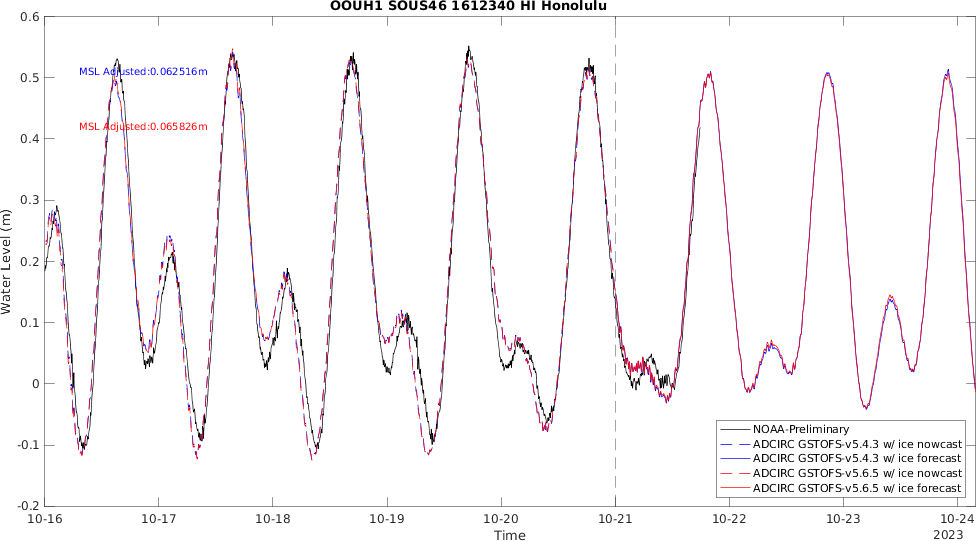 OOUH1 SOUS46 1612340 HI Honolulu
0.6
0.5
0.4
0.3
0.2
0.1
0
-0.1
-0.2
Water Level (m)
MSL Adjusted:0.062516m
MSL Adjusted:0.065826m
NOAA-Preliminary
ADCIRC GSTOFS-v5.4.3 w/ ice nowcast
ADCIRC GSTOFS-v5.4.3 w/ ice forecast
ADCIRC GSTOFS-v5.6.5 w/ ice nowcast
ADCIRC GSTOFS-v5.6.5 w/ ice forecast
10-16 10-17 10-18 10-19 10-20 10-21 10-22 10-23 10-24
Time
2023